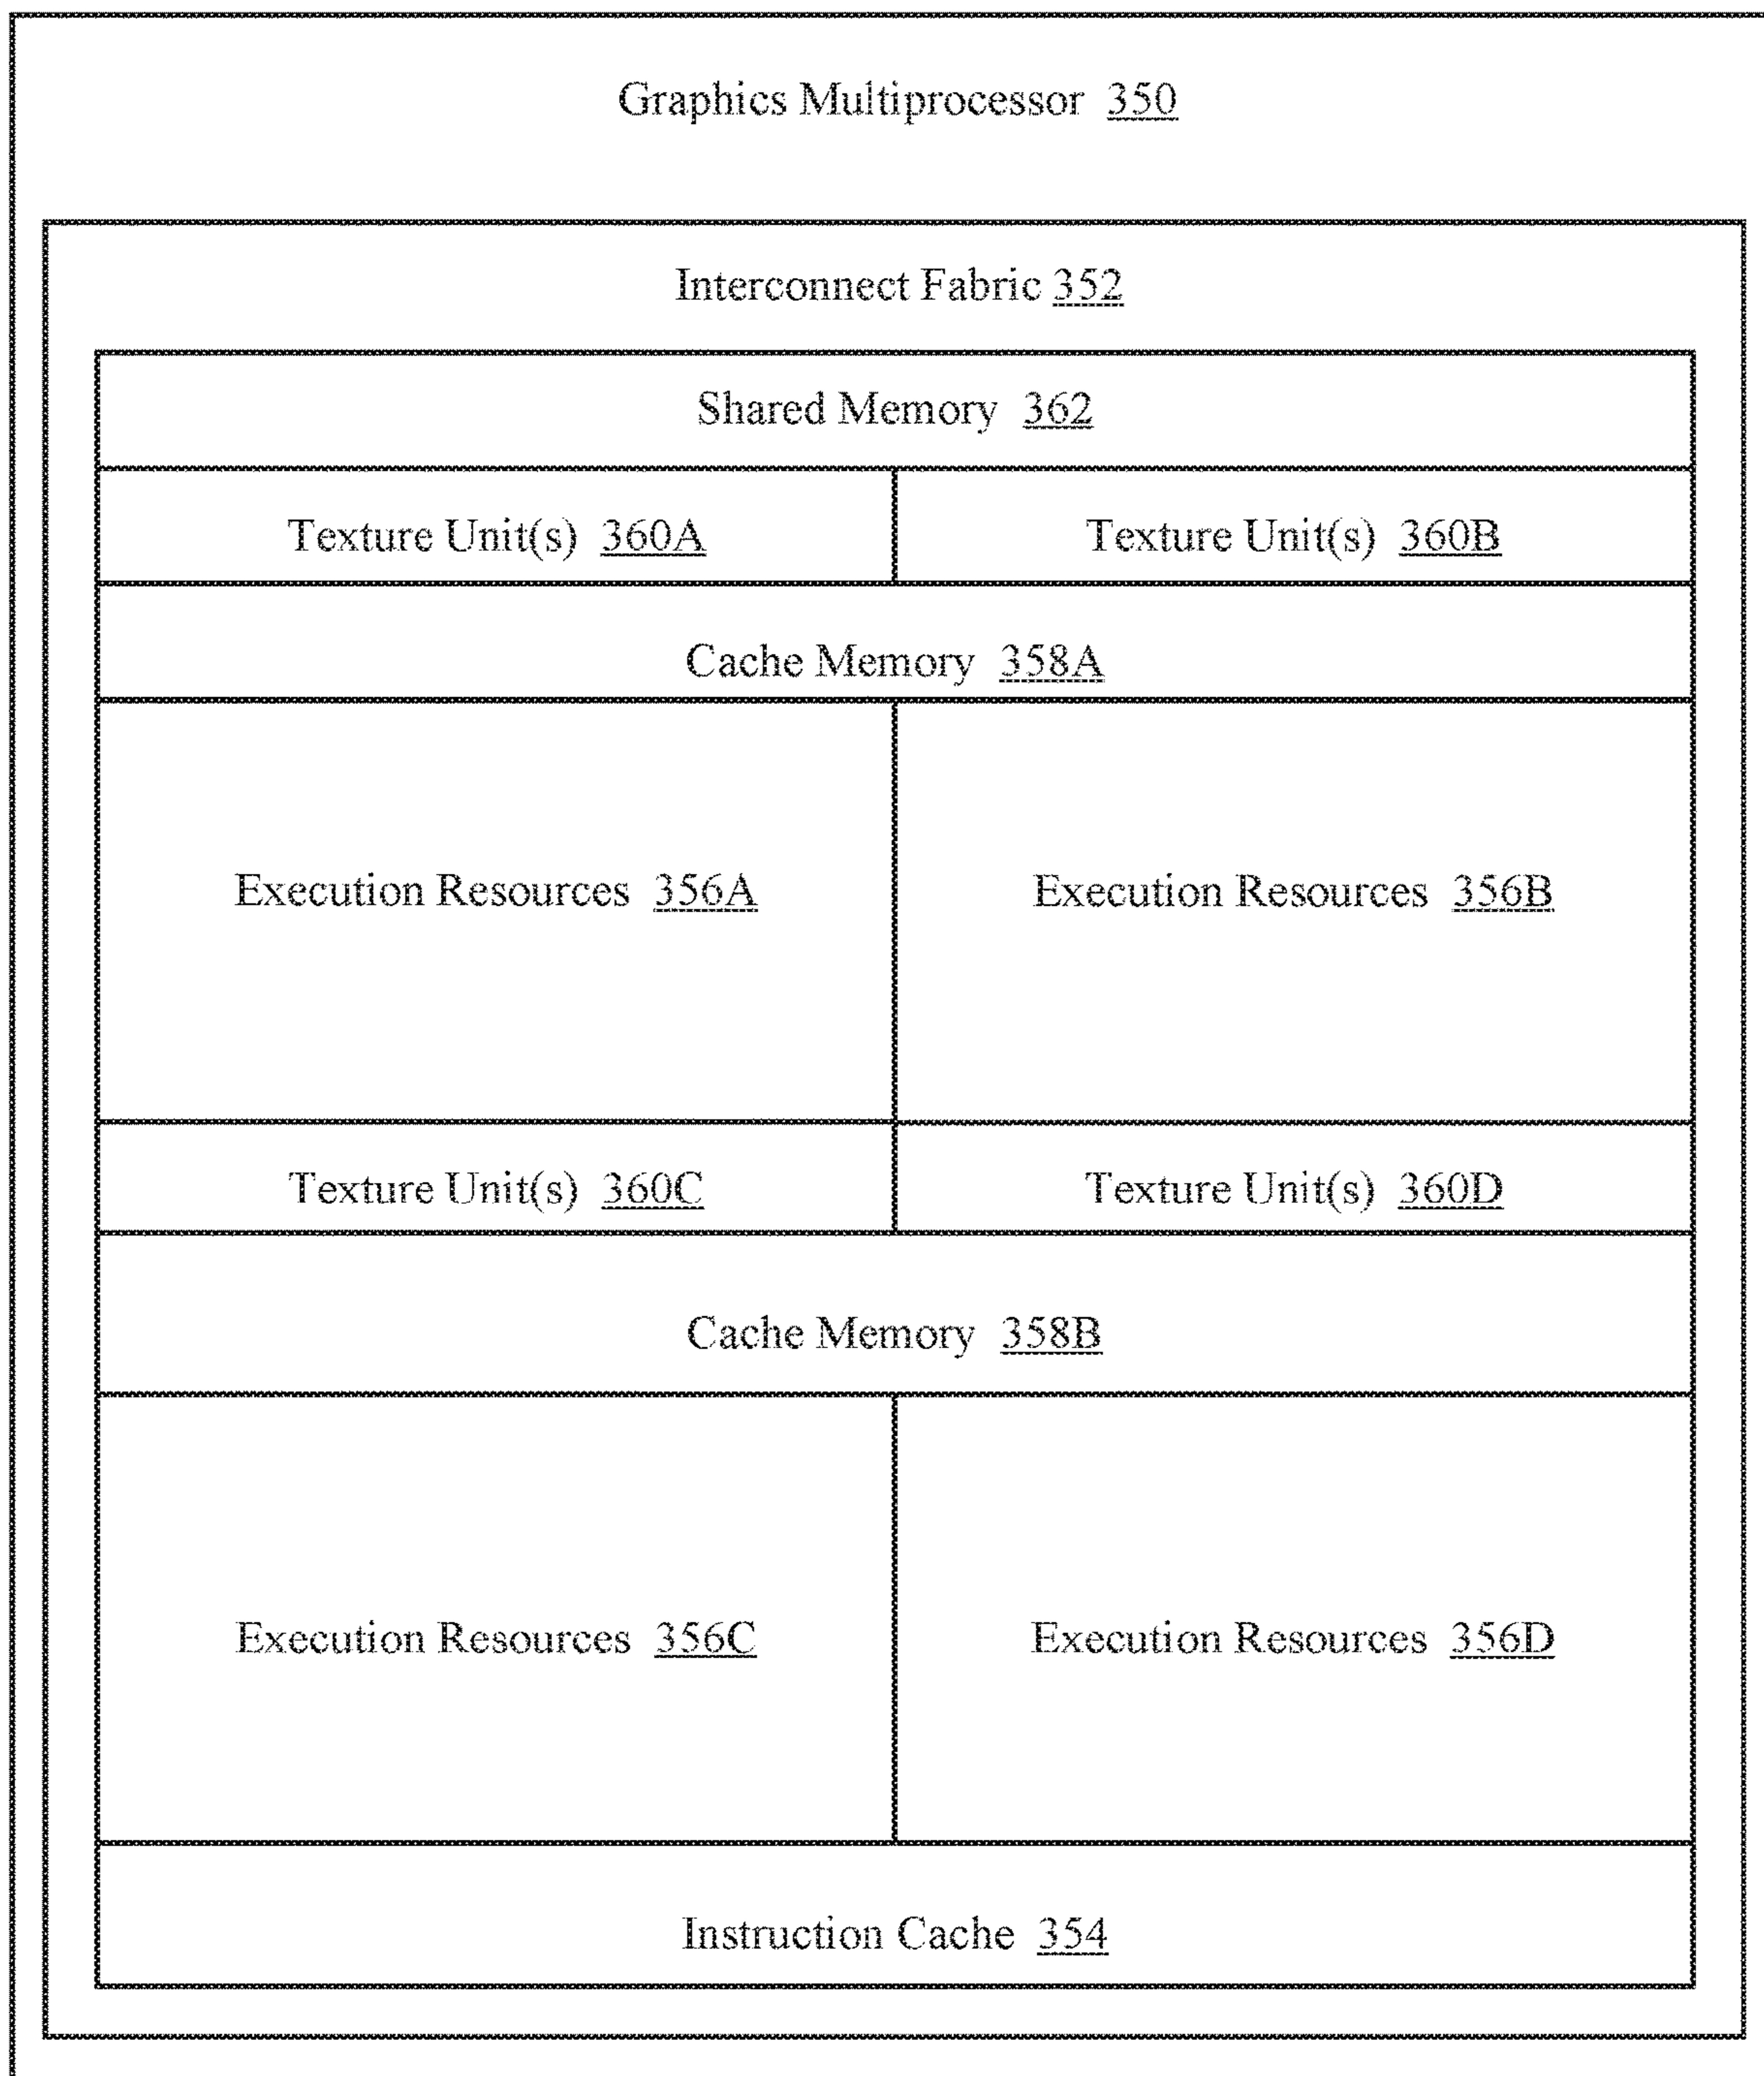 Graphics Multiprocessor 350
Interconnect Fabric 352
Shared Memory 362
Texture Unit(s) 360A
Texture Unit(s) 360B
Cache Memory 358A
Execution Resources 356A
Execution Resources 356B
Texture Unit(s) 360C
Texture Unit(s) 360D
Cache Memory 358B
Execution Resources 356C
Execution Resources 356D
Instruction Cache 354